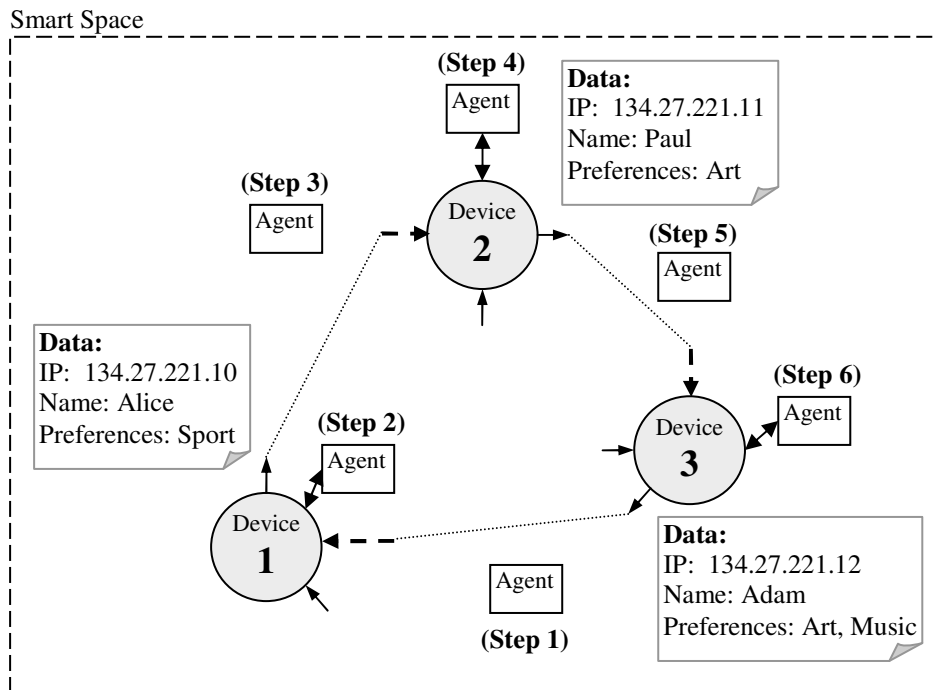 Smart Space
(Step 4)
Agent
Data:
IP:  134.27.221.11
Name: Paul
Preferences: Art
(Step 3)
Agent
Device
2
(Step 5)
Agent
Data:
IP:  134.27.221.10
Name: Alice
Preferences: Sport
(Step 2)
Agent
(Step 6)
Agent
Device
3
Device
1
Agent
(Step 1)
Data:
IP:  134.27.221.12
Name: Adam
Preferences: Art, Music